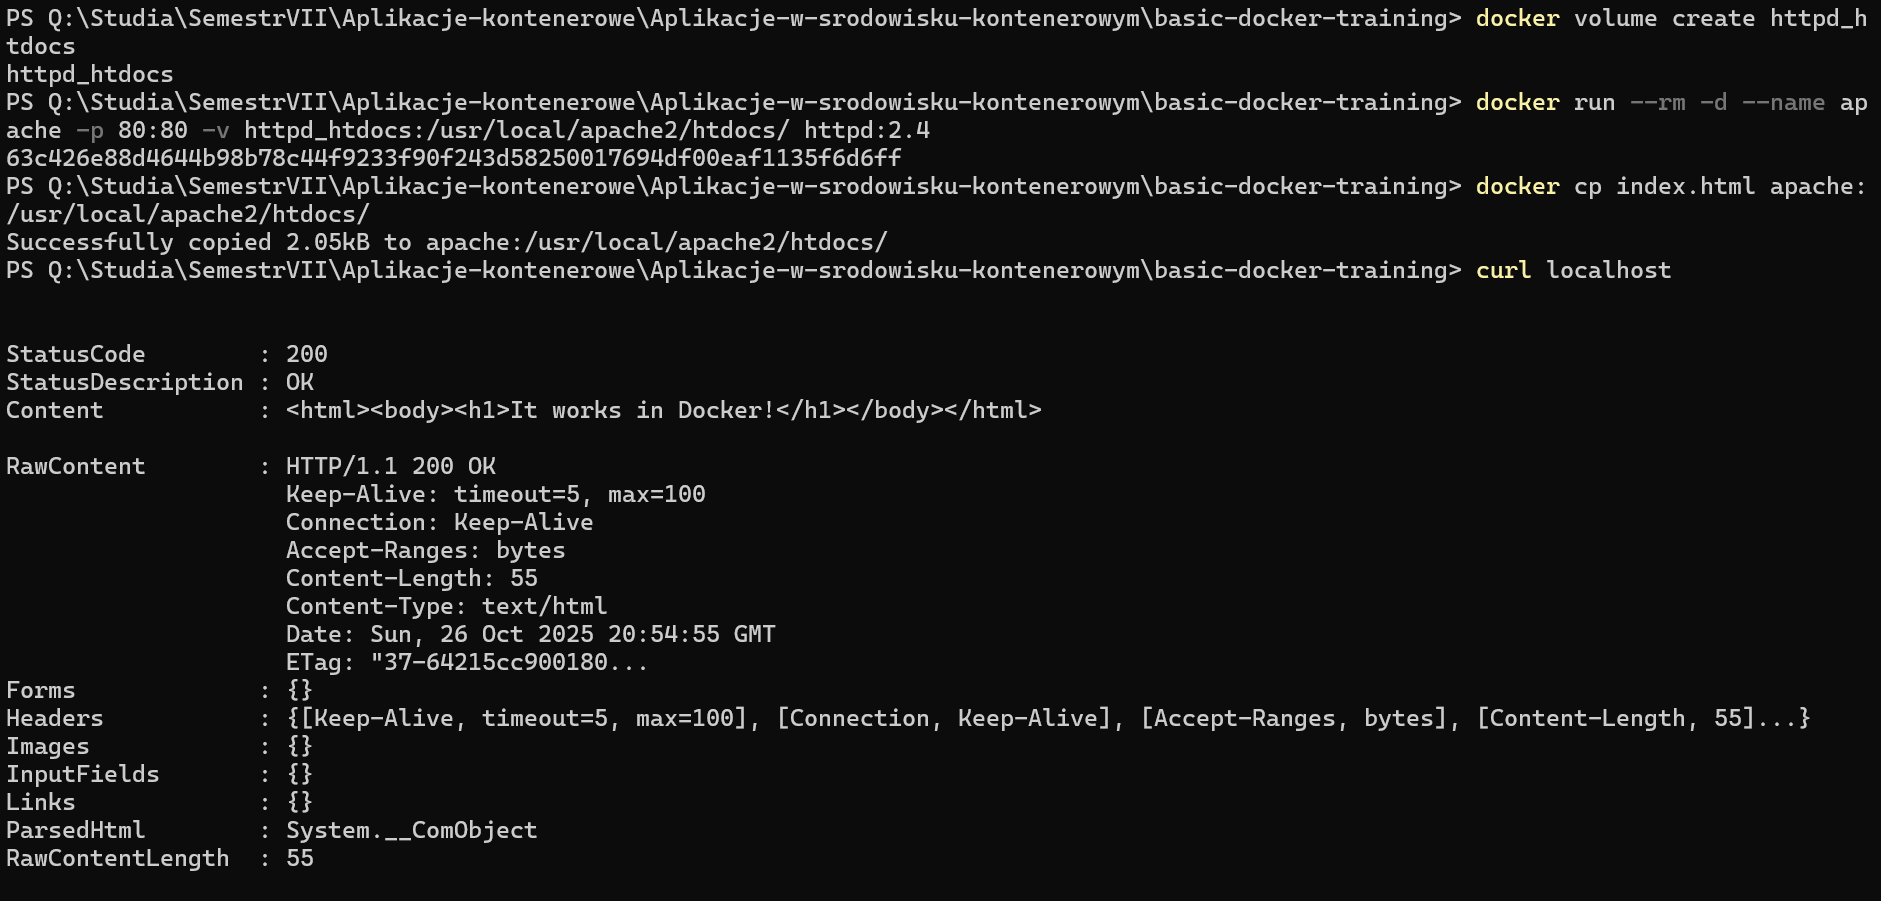 PS Q:\Studia\SemestrVII\Aplikacje-kontenerowe\Aplikacje-w-srodowisku-kontenerowym\basic-docker-training> docker volume create httpd_h
tdocs
httpd_htdocs
PS Q:\Studia\SemestrVII\Aplikacje-kontenerowe\Aplikacje-w-srodowisku-kontenerowym\basic-docker-training> docker run --rm -d --name ap
ache -p 80:80 -v httpd_htdocs:/usr/local/apache2/htdocs/ httpd:2.4
63c426e88d4644b98b78c44f9233f90f243d58250017694df00eaf1135f6d6ff
PS Q:\Studia\SemestrVII\Aplikacje-kontenerowe\Aplikacje-w-srodowisku-kontenerowym\basic-docker-training> docker cp index.html apache:
/usr/local/apache2/htdocs/
Successfully copied 2.05kB to apache:/usr/local/apache2/htdocs/
PS Q:\Studia\SemestrVII\Aplikacje-kontenerowe\Aplikacje-w-srodowisku-kontenerowym\basic-docker-training> curl localhost
StatusCode        : 200
StatusDescription : OK
Content           : <html><body><h1>It works in Docker!</h1></body></html>
RawContent        : HTTP/1.1 200 OK
                    Keep-Alive: timeout=5, max=100
                    Connection: Keep-Alive
                    Accept-Ranges: bytes
                    Content-Length: 55
                    Content-Type: text/html
                    Date: Sun, 26 Oct 2025 20:54:55 GMT
                    ETag: "37-64215cc900180...
Forms             : {}
Headers           : {[Keep-Alive, timeout=5, max=100], [Connection, Keep-Alive], [Accept-Ranges, bytes], [Content-Length, 55]...}
Images            : {}
InputFields       : {}
Links             : {}
ParsedHtml        : System.__ComObject
RawContentLength  : 55